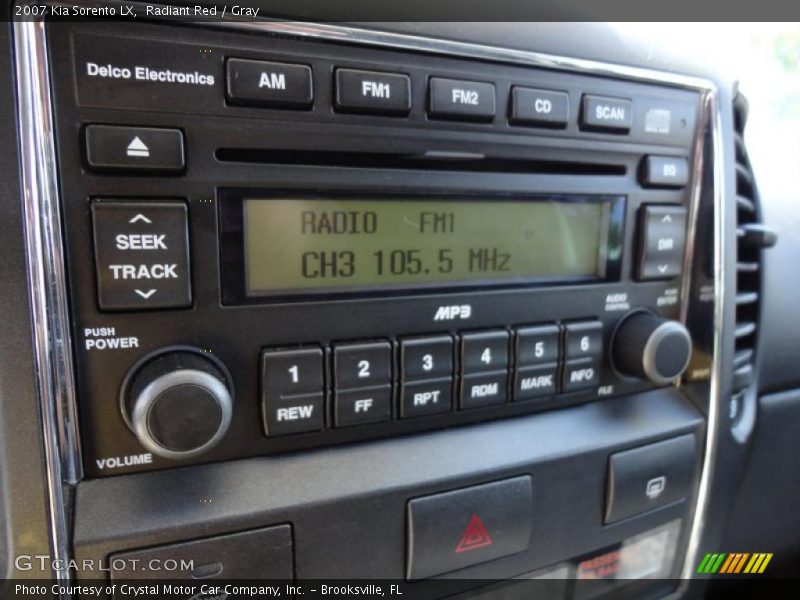 2007 Kia Sorento LX,  Radiant Red / Gray
Delco Electronics
AM
FM1
FM2
CD
SCAN
EQ
SEEK
TRACK
RADIO FM1
CH3 105.5 MHz
DIR
MP3
AUDIO
CONTROL
ENTER
PUSH
POWER
VOLUME
1
REW
2
FF
3
RPT
4
RDM
5
MARK
6
INFO
FILE
PASSENGER
GTCARLOT.COM
Photo Courtesy of Crystal Motor Car Company, Inc. - Brooksville, FL